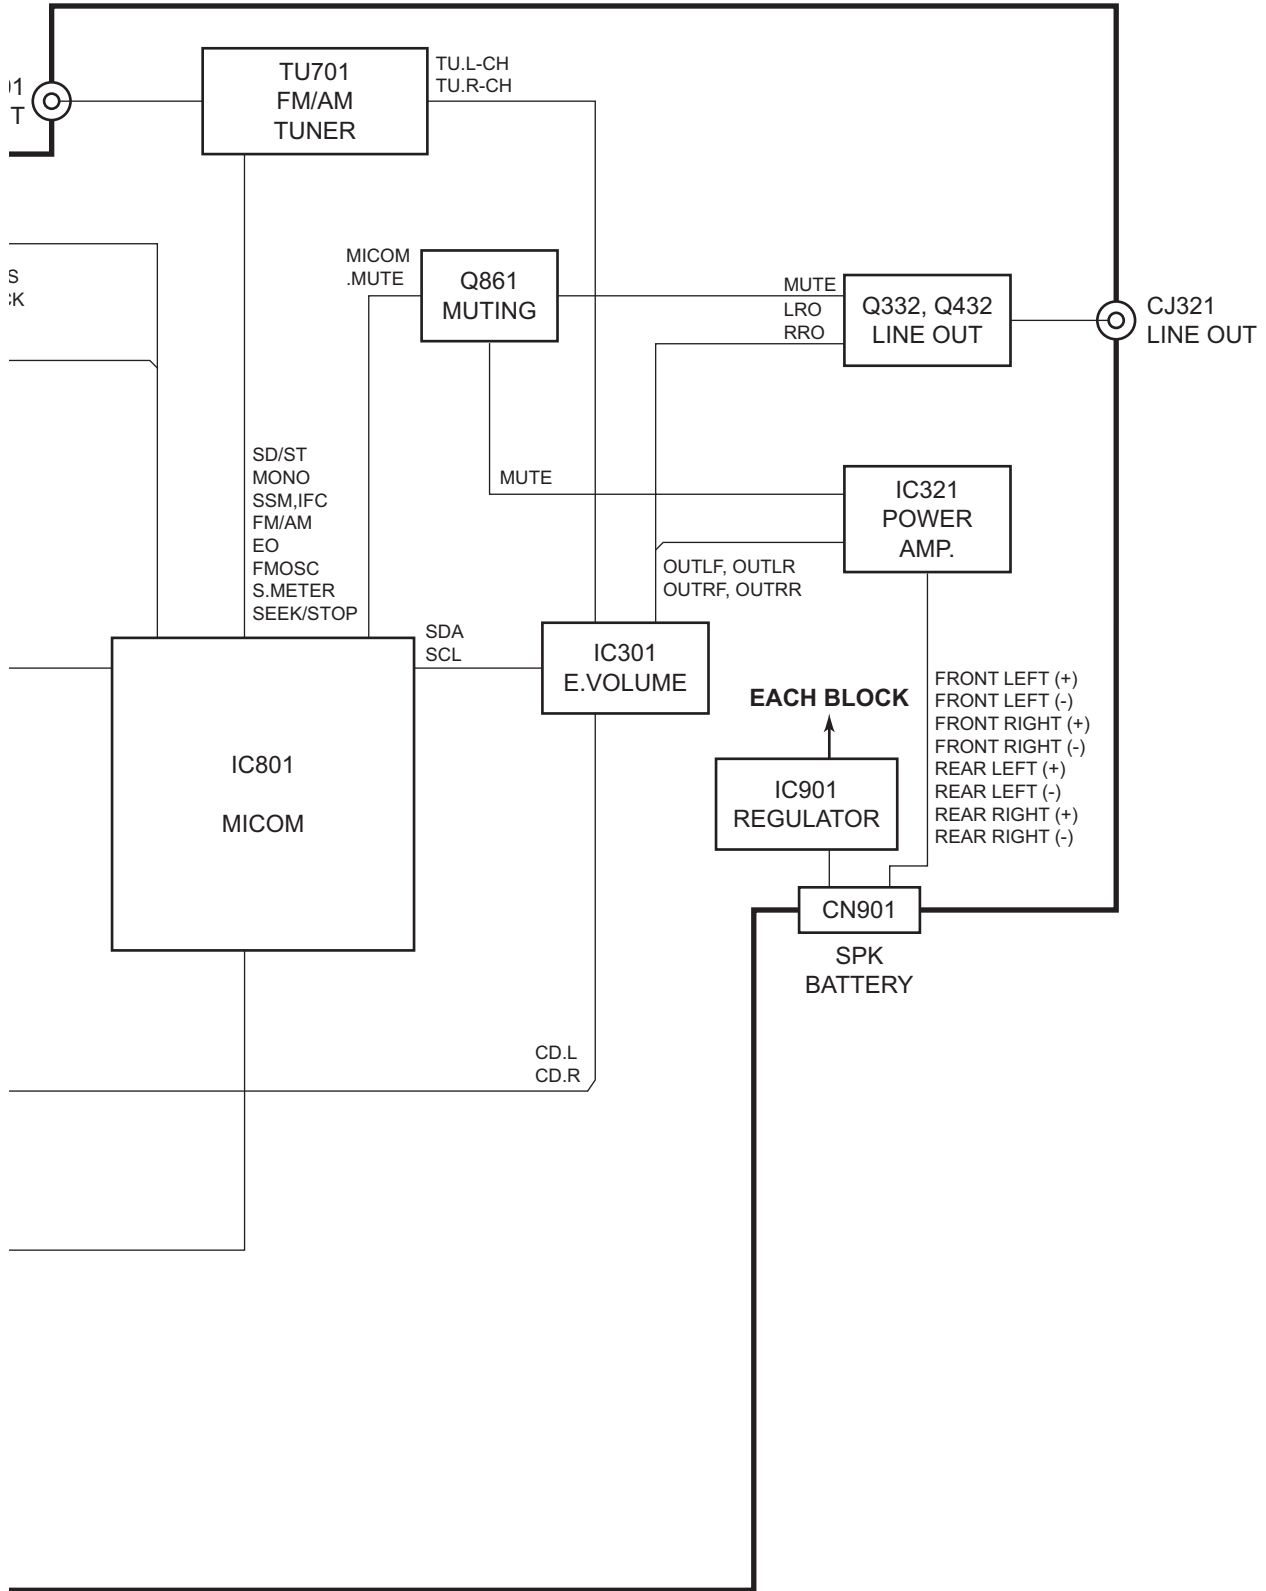 TU701
FM/AM
TUNER
TU.L-CH
TU.R-CH
MICOM
.MUTE
Q861
MUTING
MUTE
LRO
RRO
Q332, Q432
LINE OUT
CJ321
LINE OUT
SD/ST
MONO
SSM,IFC
FM/AM
EO
FMOSC
S.METER
SEEK/STOP
MUTE
IC321
POWER
AMP.
OUTLF, OUTLR
OUTRF, OUTRR
SDA
SCL
IC301
E.VOLUME
EACH BLOCK
FRONT LEFT (+)
FRONT LEFT (-)
FRONT RIGHT (+)
FRONT RIGHT (-)
REAR LEFT (+)
REAR LEFT (-)
REAR RIGHT (+)
REAR RIGHT (-)
IC801
MICOM
IC901
REGULATOR
CN901
SPK
BATTERY
CD.L
CD.R